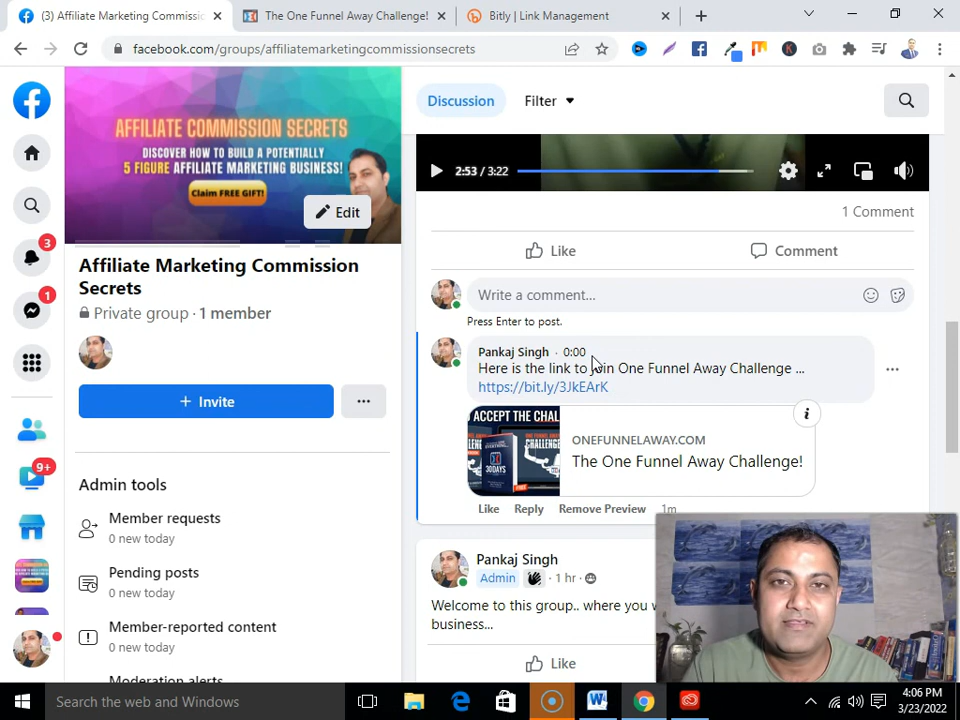 (3) Affiliate Marketing Commissic
The One Funnel Away Challenge!
Bitly | Link Management
facebook.com/groups/affiliatemarketingcommissionsecrets
AFFILIATE COMMISSION SECRETS
DISCOVER HOW TO BUILD A POTENTIALLY
5 FIGURE AFFILIATE MARKETING BUSINESS!
Claim FREE GIFT!
Edit
Affiliate Marketing Commission
Secrets
Private group · 1 member
+ Invite
Admin tools
Member requests
0 new today
Pending posts
0 new today
Member-reported content
0 new today
Moderation alerts
3
1
9+
Discussion
Filter
2:53 / 3:22
1 Comment
Like
Comment
Write a comment...
Press Enter to post.
Pankaj Singh · 0:00
Here is the link to join One Funnel Away Challenge ...
https://bit.ly/3JkEArK
ACCEPT THE CHAL
30 DAYS
ONEFUNNELAWAY.COM
The One Funnel Away Challenge!
Like Reply Remove Preview 1m
Pankaj Singh
Admin · 1 hr ·
Welcome to this group.. where you w
business...
Like
Search the web and Windows
4:06 PM
3/23/2022